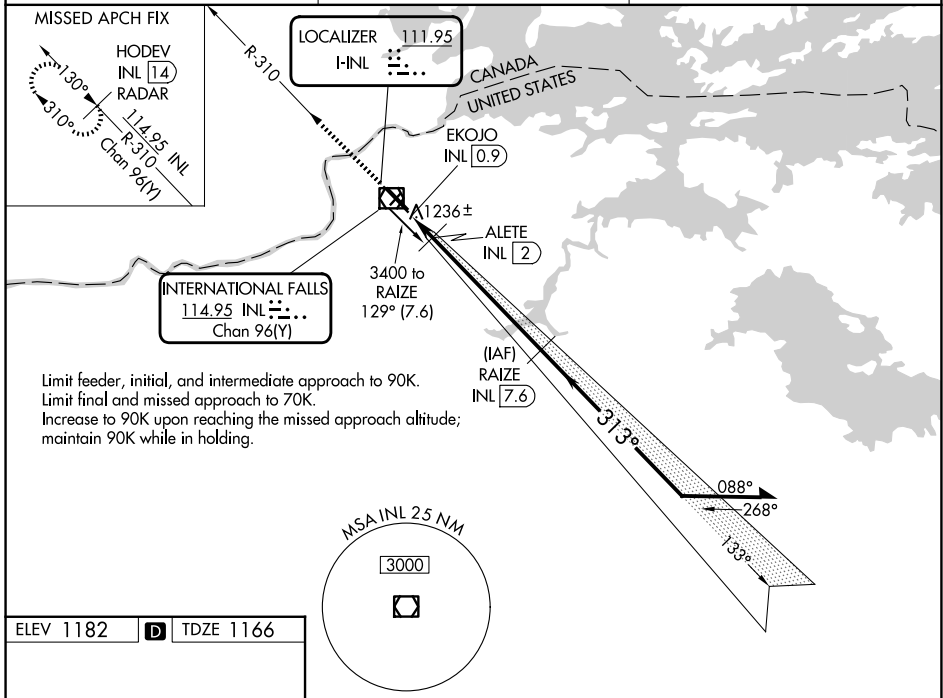 MISSED APCH FIX
HODEV
INL 14
RADAR
130°
310°
114.95 INL
R-310
Chan 96(Y)
R-310
LOCALIZER 111.95
I-INL
CANADA
UNITED STATES
EKOJO
INL 0.9
1236±
ALETE
INL 2
3400 to
RAIZE
129° (7.6)
INTERNATIONAL FALLS
114.95 INL
Chan 96(Y)
(IAF)
RAIZE
INL 7.6
Limit feeder, initial, and intermediate approach to 90K.
Limit final and missed approach to 70K.
Increase to 90K upon reaching the missed approach altitude;
maintain 90K while in holding.
313°
088°
268°
133°
MSA INL 25 NM
3000
ELEV 1182 D TDZE 1166